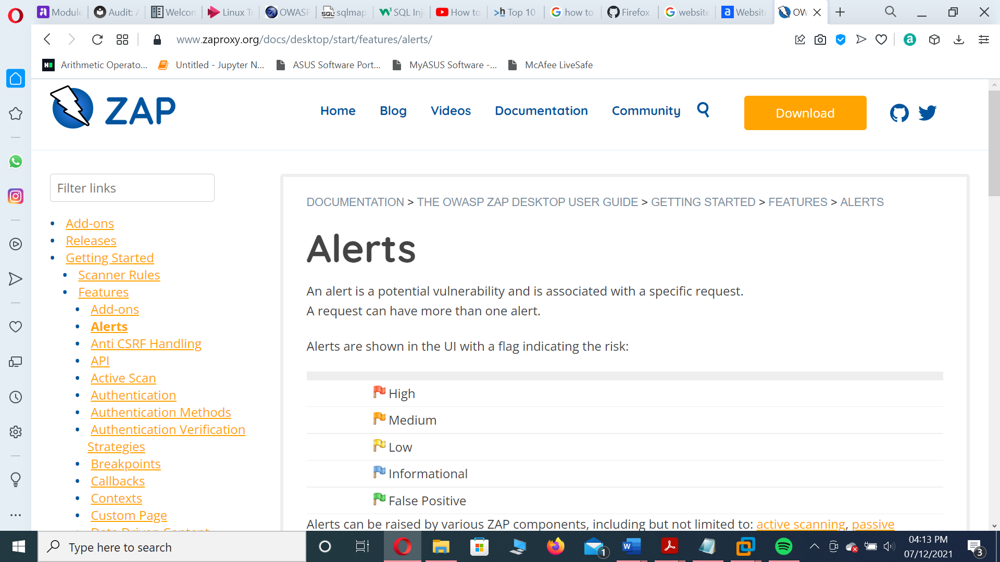 Module
Audit: A
Welcom
Linux Tr
OWASP
sqlmap
SQL Inje
How to
Top 10
how to
Firefox
website
Website
OW
www.zaproxy.org/docs/desktop/start/features/alerts/
Arithmetic Operato...
Untitled - Jupyter N...
ASUS Software Port...
MyASUS Software -...
McAfee LiveSafe
ZAP
Home
Blog
Videos
Documentation
Community
Download
Filter links
Add-ons
Releases
Getting Started
Scanner Rules
Features
Add-ons
Alerts
Anti CSRF Handling
API
Active Scan
Authentication
Authentication Methods
Authentication Verification
Strategies
Breakpoints
Callbacks
Contexts
Custom Page
DOCUMENTATION > THE OWASP ZAP DESKTOP USER GUIDE > GETTING STARTED > FEATURES > ALERTS
Alerts
An alert is a potential vulnerability and is associated with a specific request.
A request can have more than one alert.
Alerts are shown in the UI with a flag indicating the risk:
High
Medium
Low
Informational
False Positive
Alerts can be raised by various ZAP components, including but not limited to: active scanning, passive
Type here to search
1
04:13 PM
07/12/2021
3